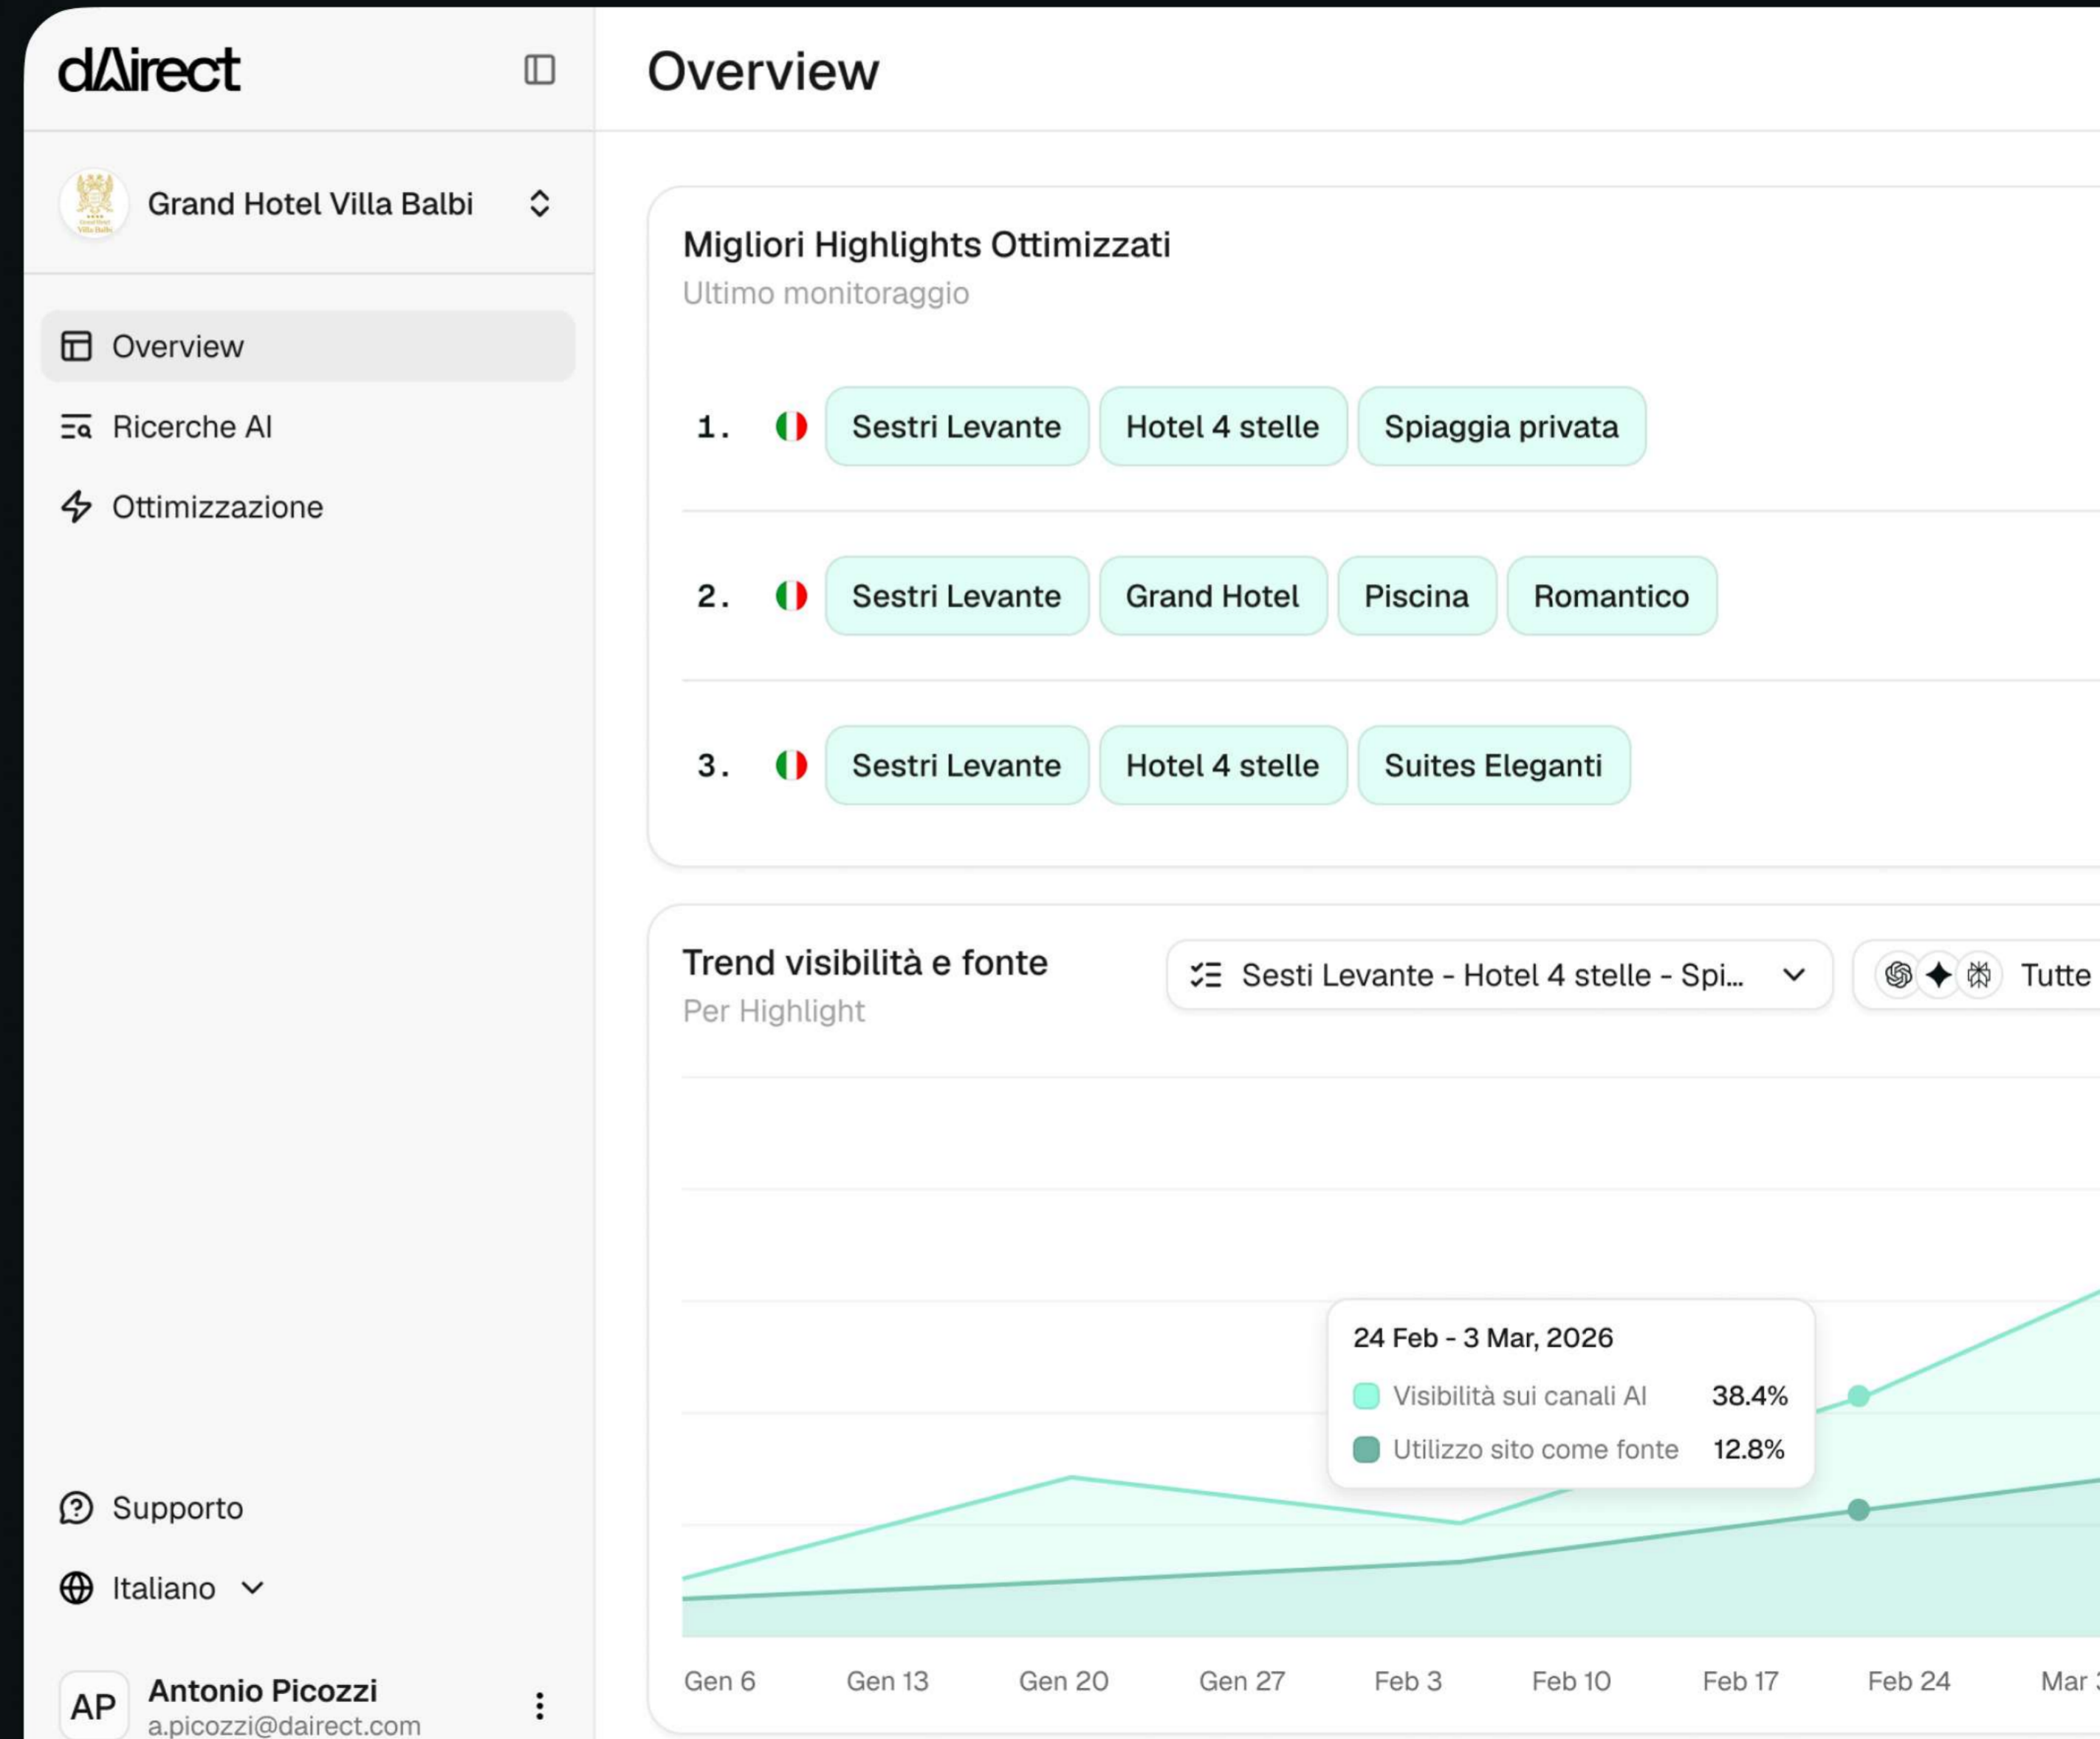 dAirect
Overview
Grand Hotel Villa Balbi
Overview
Ricerche AI
Ottimizzazione
Migliori Highlights Ottimizzati
Ultimo monitoraggio
1. Sestri Levante Hotel 4 stelle Spiaggia privata
2. Sestri Levante Grand Hotel Piscina Romantico
3. Sestri Levante Hotel 4 stelle Suites Eleganti
Trend visibilità e fonte
Per Highlight
Sesti Levante - Hotel 4 stelle - Spi...
Tutte
24 Feb - 3 Mar, 2026
Visibilità sui canali AI 38.4%
Utilizzo sito come fonte 12.8%
Gen 6 Gen 13 Gen 20 Gen 27 Feb 3 Feb 10 Feb 17 Feb 24 Mar 3
Supporto
Italiano
AP
Antonio Picozzi
a.picozzi@dairect.com